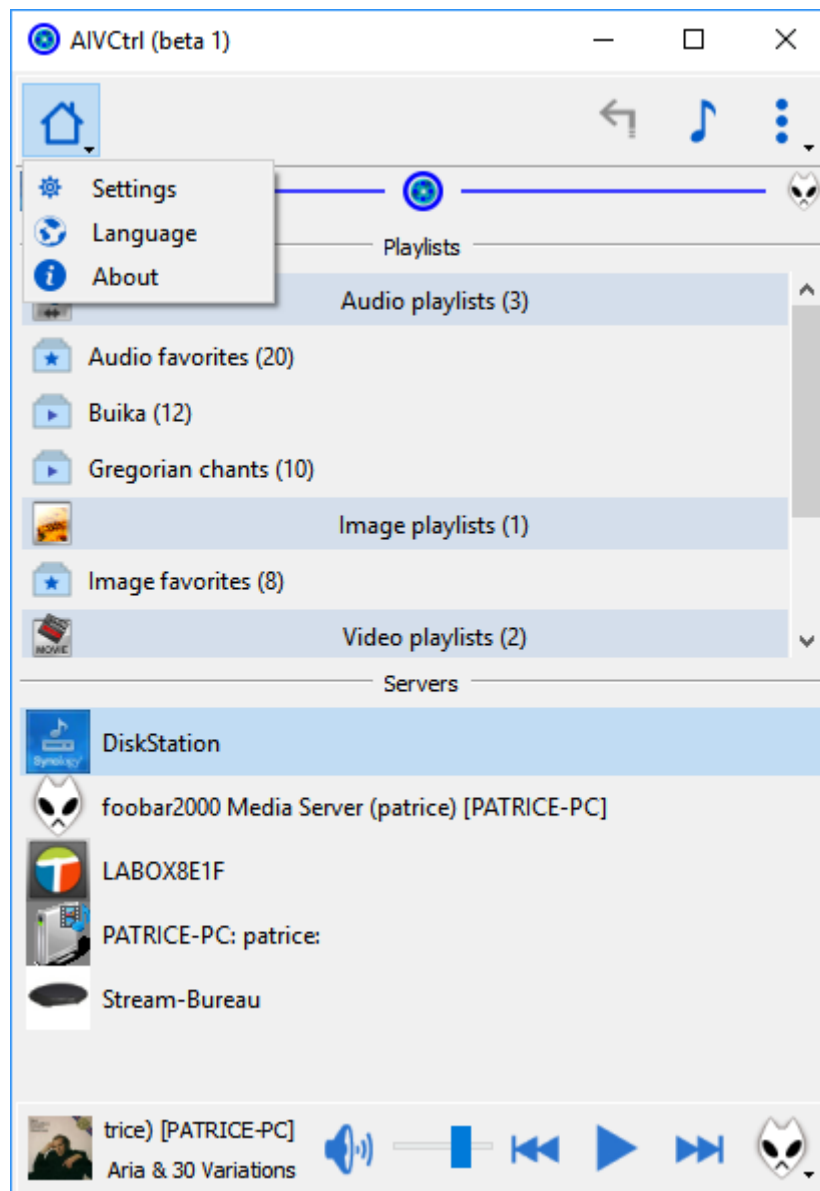 AIVCtrl (beta 1)
Settings
Language
About
Playlists
Audio playlists (3)
Audio favorites (20)
Buika (12)
Gregorian chants (10)
Image playlists (1)
Image favorites (8)
MOVIE
Video playlists (2)
Servers
Synology
DiskStation
foobar2000 Media Server (patrice) [PATRICE-PC]
LABOX8E1F
PATRICE-PC: patrice:
Stream-Bureau
trice) [PATRICE-PC]
Aria & 30 Variations